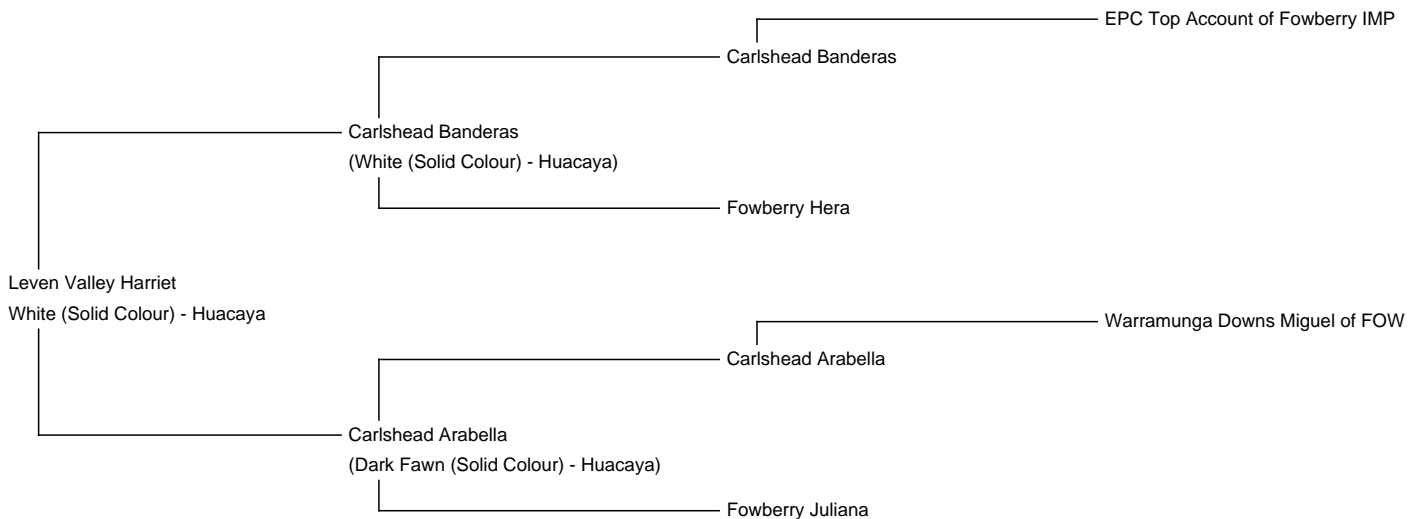 EPC Top Account of Fowberry IMP
Carlshead Banderas
Carlshead Banderas
(White (Solid Colour) - Huacaya)
Fowberry Hera
Leven Valley Harriet
White (Solid Colour) - Huacaya
Warramunga Downs Miguel of FOW
Carlshead Arabella
Carlshead Arabella
(Dark Fawn (Solid Colour) - Huacaya)
Fowberry Juliana